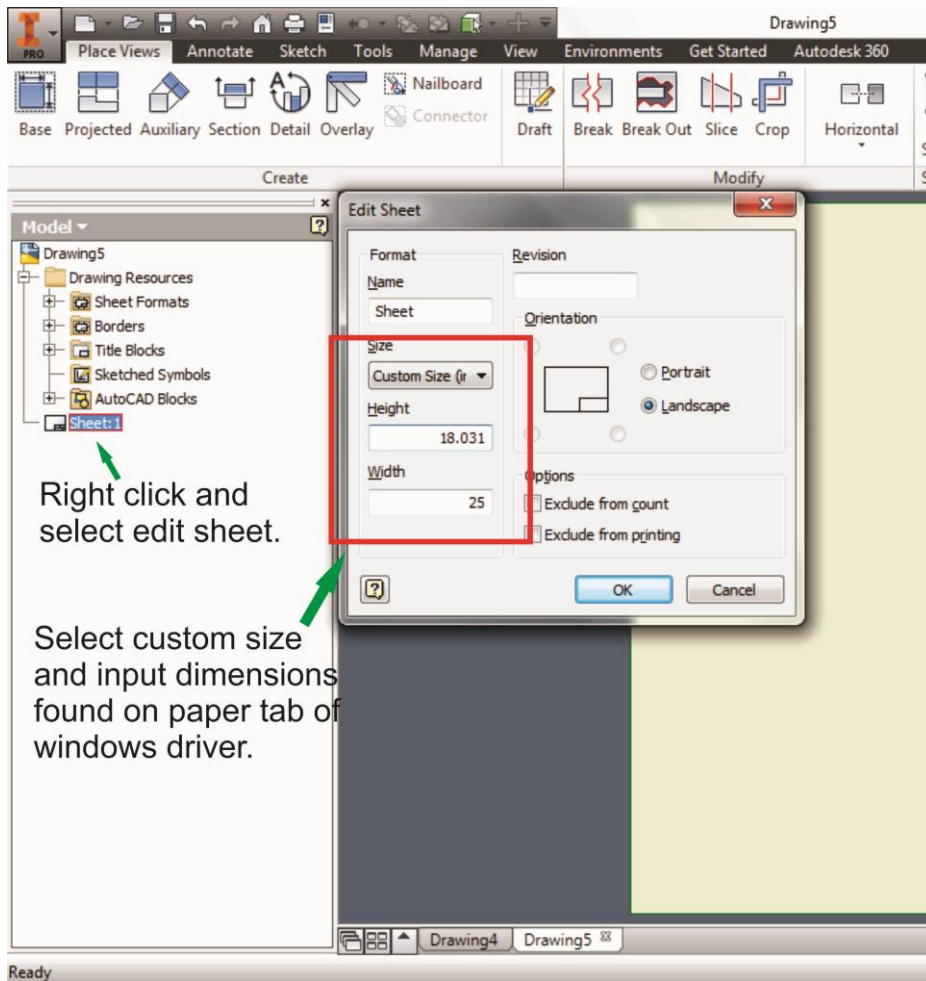 PRO
Drawing5
Place Views Annotate Sketch Tools Manage View Environments Get Started Autodesk 360
Nailboard
Connector
Base Projected Auxiliary Section Detail Overlay Draft Break Break Out Slice Crop Horizontal
Create Modify
Model
Drawing5
Drawing Resources
Sheet Formats
Borders
Title Blocks
Sketched Symbols
AutoCAD Blocks
Sheet:1
Right click and
select edit sheet.
Select custom size
and input dimensions
found on paper tab of
windows driver.
Edit Sheet
Format
Name
Sheet
Size
Custom Size (ir
Height
18.031
Width
25
Revision
Orientation
Portrait
Landscape
Options
Exclude from count
Exclude from printing
OK Cancel
Drawing4 Drawing5
Ready